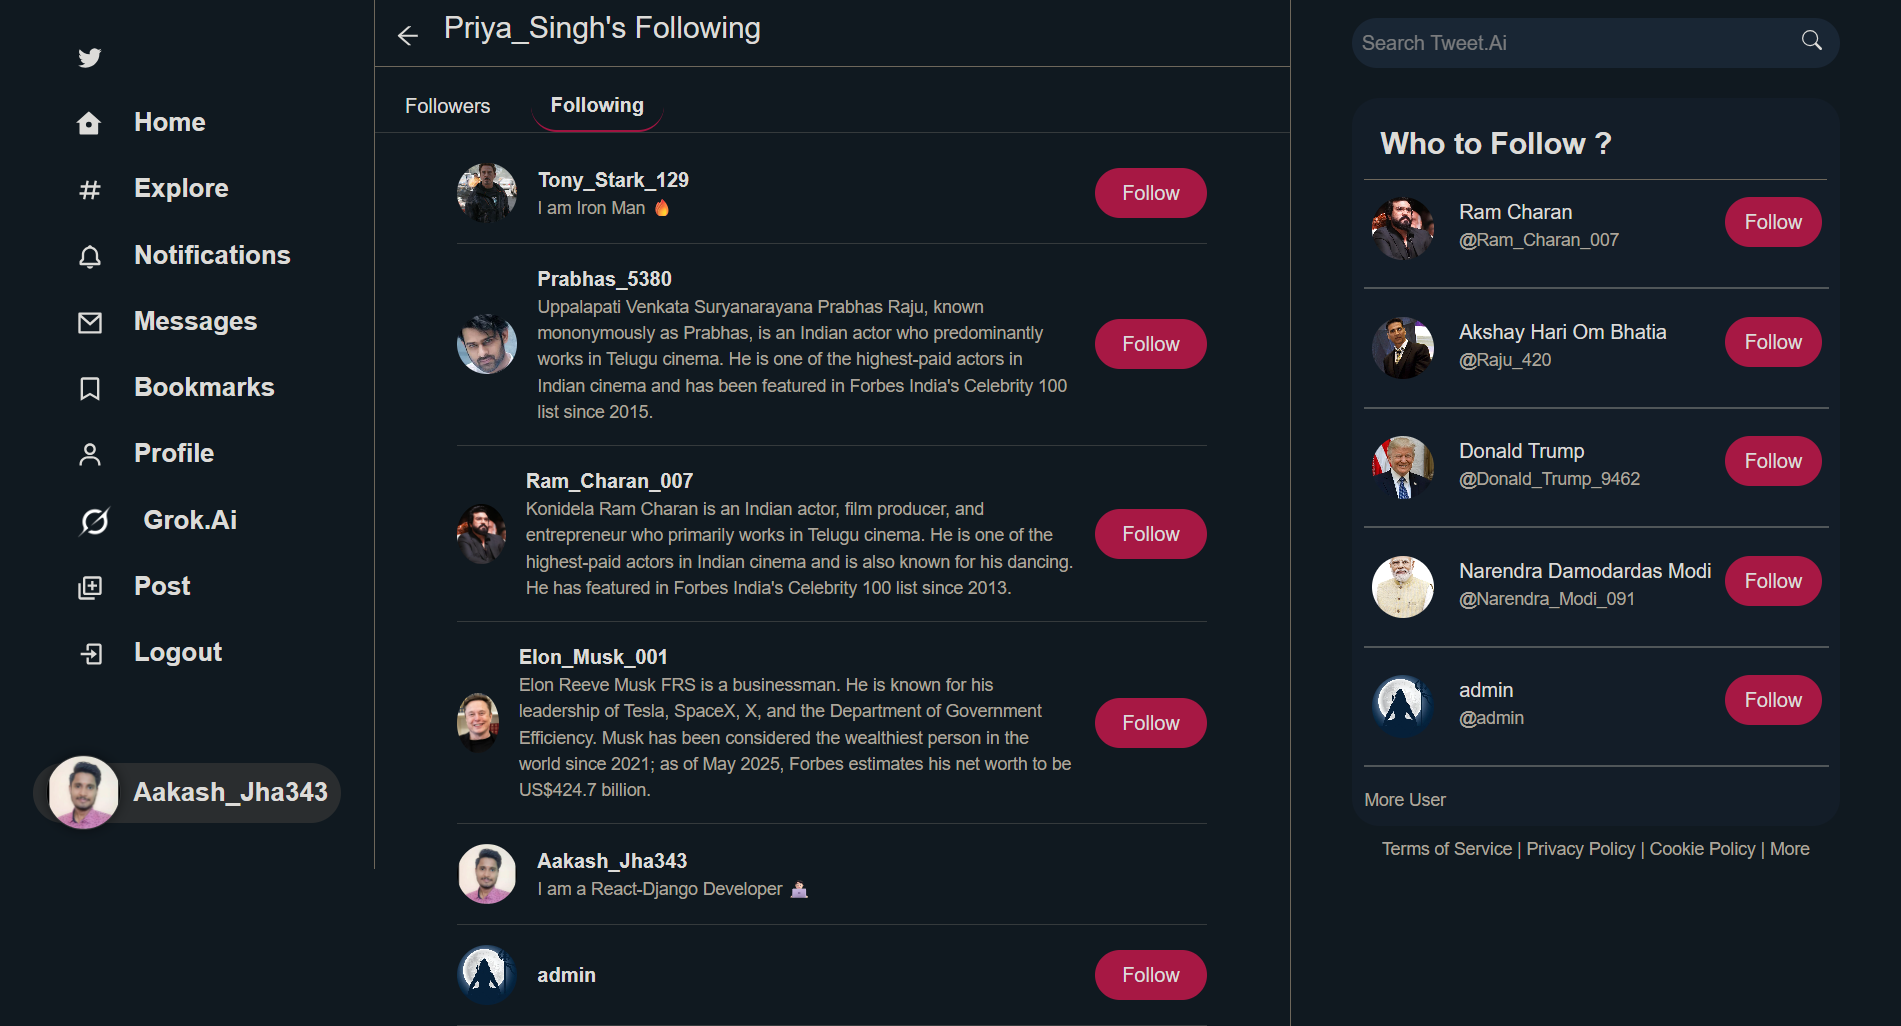 Home
Explore
Notifications
Messages
Bookmarks
Profile
Grok.Ai
Post
Logout
Aakash_Jha343
Priya_Singh's Following
Followers
Following
Tony_Stark_129
I am Iron Man 🔥
Follow
Prabhas_5380
Uppalapati Venkata Suryanarayana Prabhas Raju, known
mononymously as Prabhas, is an Indian actor who predominantly
works in Telugu cinema. He is one of the highest-paid actors in
Indian cinema and has been featured in Forbes India's Celebrity 100
list since 2015.
Follow
Ram_Charan_007
Konidela Ram Charan is an Indian actor, film producer, and
entrepreneur who primarily works in Telugu cinema. He is one of the
highest-paid actors in Indian cinema and is also known for his dancing.
He has featured in Forbes India's Celebrity 100 list since 2013.
Follow
Elon_Musk_001
Elon Reeve Musk FRS is a businessman. He is known for his
leadership of Tesla, SpaceX, X, and the Department of Government
Efficiency. Musk has been considered the wealthiest person in the
world since 2021; as of May 2025, Forbes estimates his net worth to be
US$424.7 billion.
Follow
Aakash_Jha343
I am a React-Django Developer 🧑🏻‍💻
admin
Follow
Search Tweet.Ai
Who to Follow ?
Ram Charan
@Ram_Charan_007
Follow
Akshay Hari Om Bhatia
@Raju_420
Follow
Donald Trump
@Donald_Trump_9462
Follow
Narendra Damodardas Modi
@Narendra_Modi_091
Follow
admin
@admin
Follow
More User
Terms of Service | Privacy Policy | Cookie Policy | More